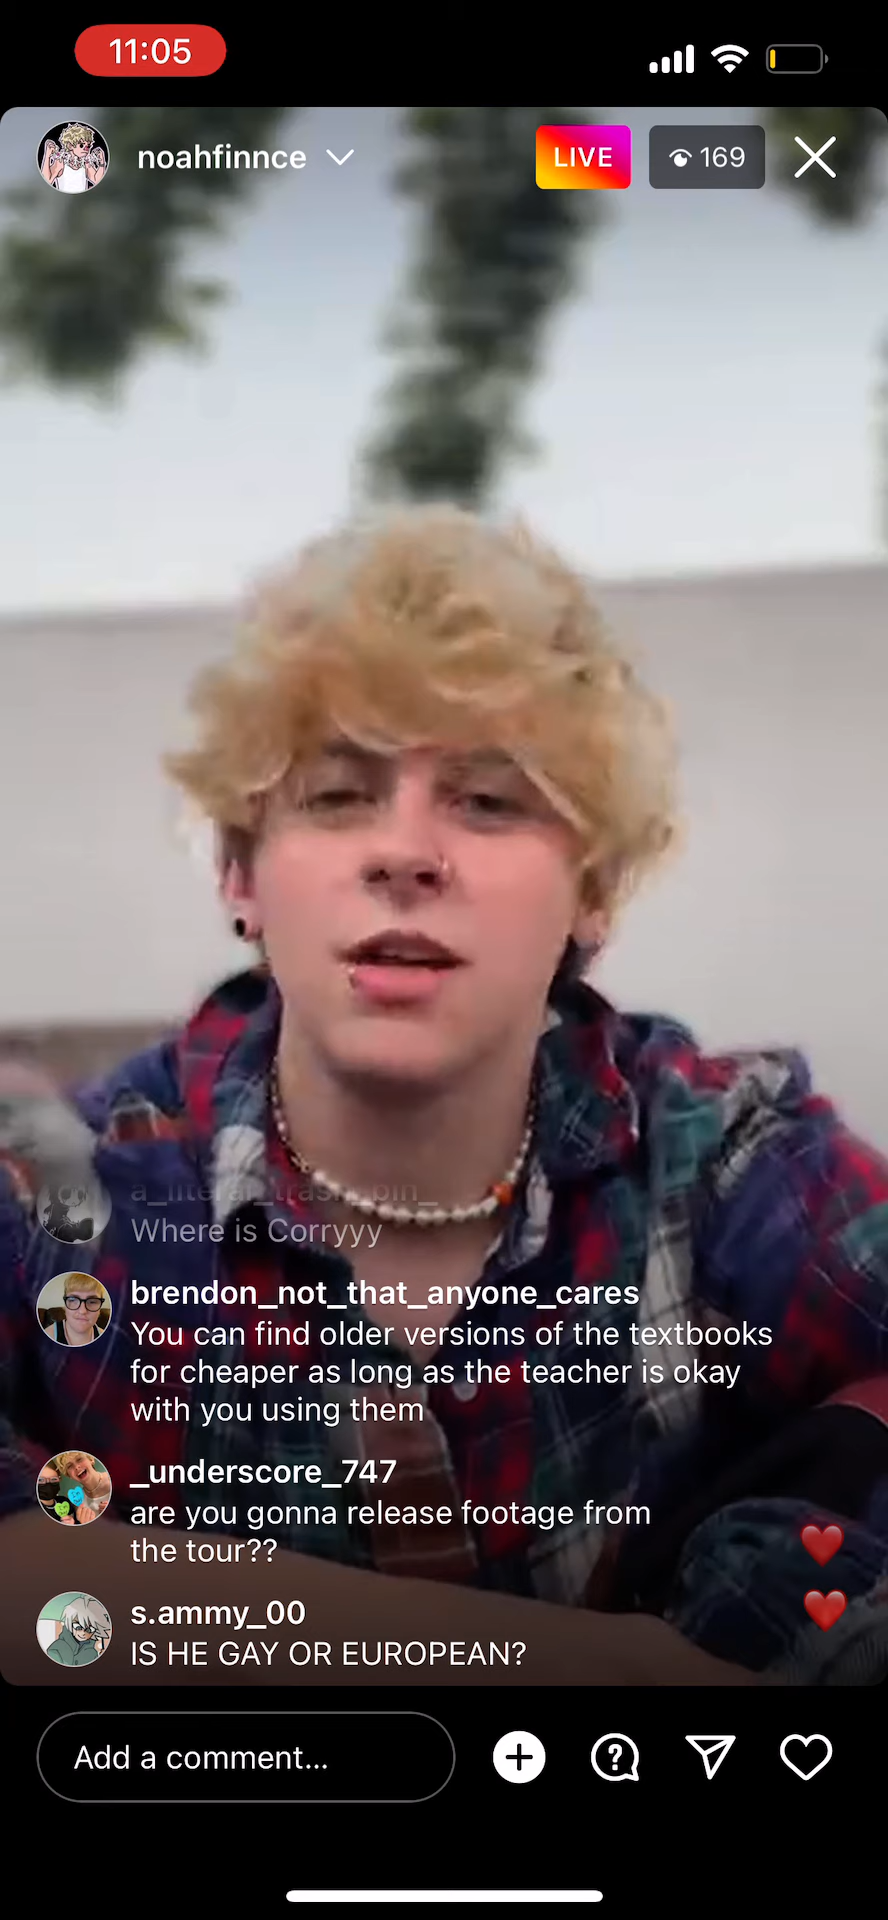 11:05
noahfinnce
LIVE
169
a_literal_trash_bin_
Where is Corryyy
brendon_not_that_anyone_cares
You can find older versions of the textbooks
for cheaper as long as the teacher is okay
with you using them
_underscore_747
are you gonna release footage from
the tour??
s.ammy_00
IS HE GAY OR EUROPEAN?
Add a comment...